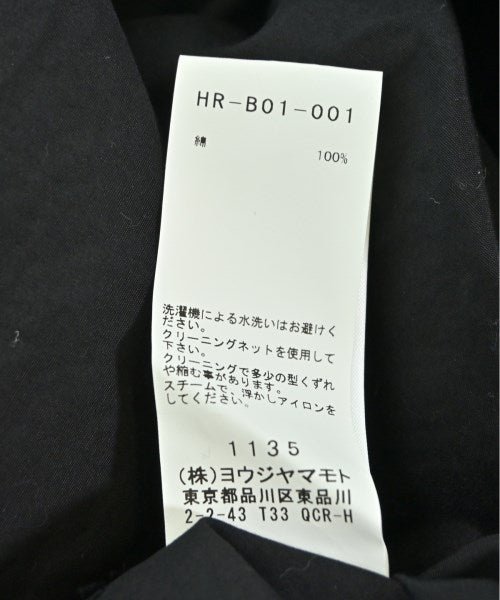 HR-B01-001
綿 100%
洗濯機による水洗いはお避けく
ださい。
クリーニングネットを使用して
下さい。
クリーニングで多少の型くずれ
や縮む事があります。
スチームで、浮かしアイロンを
してください。
1135
(株)ヨウジヤマモト
東京都品川区東品川
2-2-43 T33 QCR-H